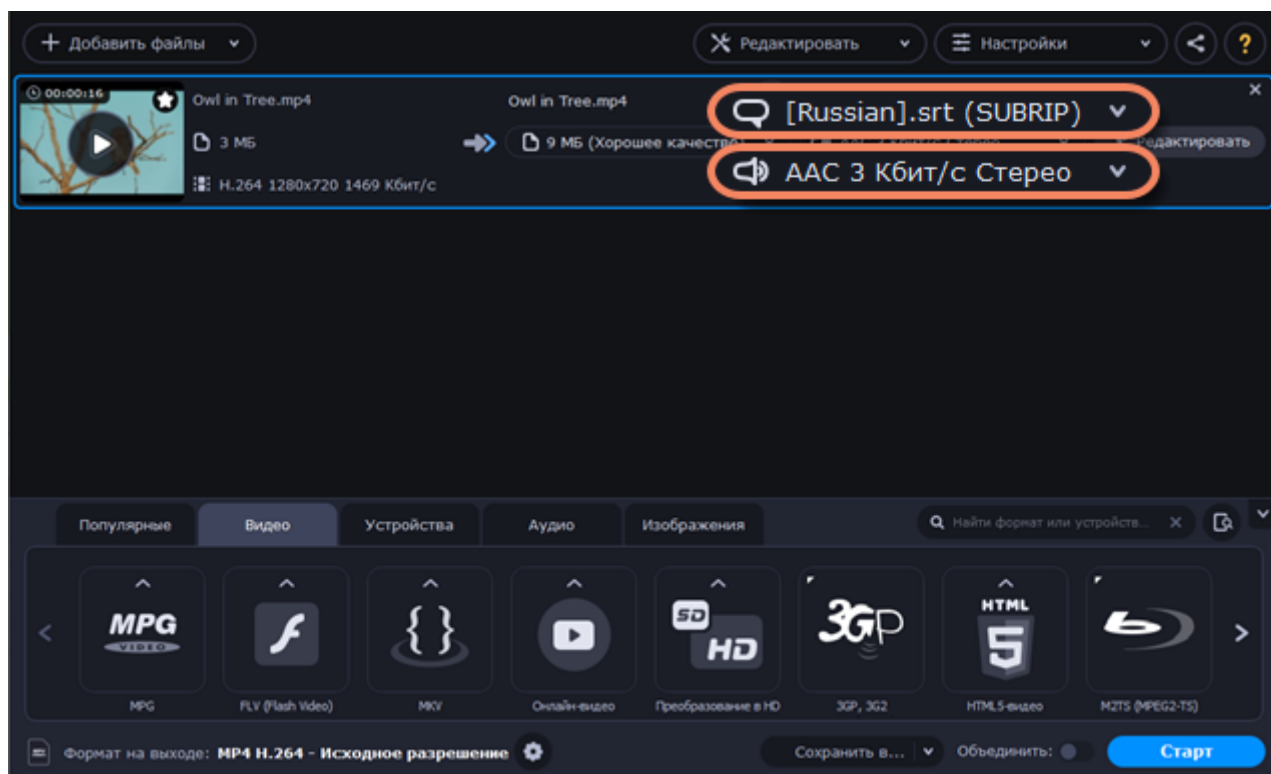 + Добавить файлы
Редактировать
Настройки
?
00:00:16
Owl in Tree.mp4
Owl in Tree.mp4
[Russian].srt (SUBRIP)
3 МБ
9 МБ (Хорошее качество)
Редактировать
H.264 1280x720 1469 Кбит/с
AAC 3 Кбит/с Стерео
Популярные
Видео
Устройства
Аудио
Изображения
Найти формат или устройств...
MPG
VIDEO
SD
HD
3GP
HTML
5
MPG
FLV (Flash Video)
MKV
Онлайн-видео
Преобразование в HD
3GP, 3G2
HTML5-видео
M2TS (MPEG2-TS)
Формат на выходе: MP4 H.264 - Исходное разрешение
Сохранить в...
Объединить:
Старт